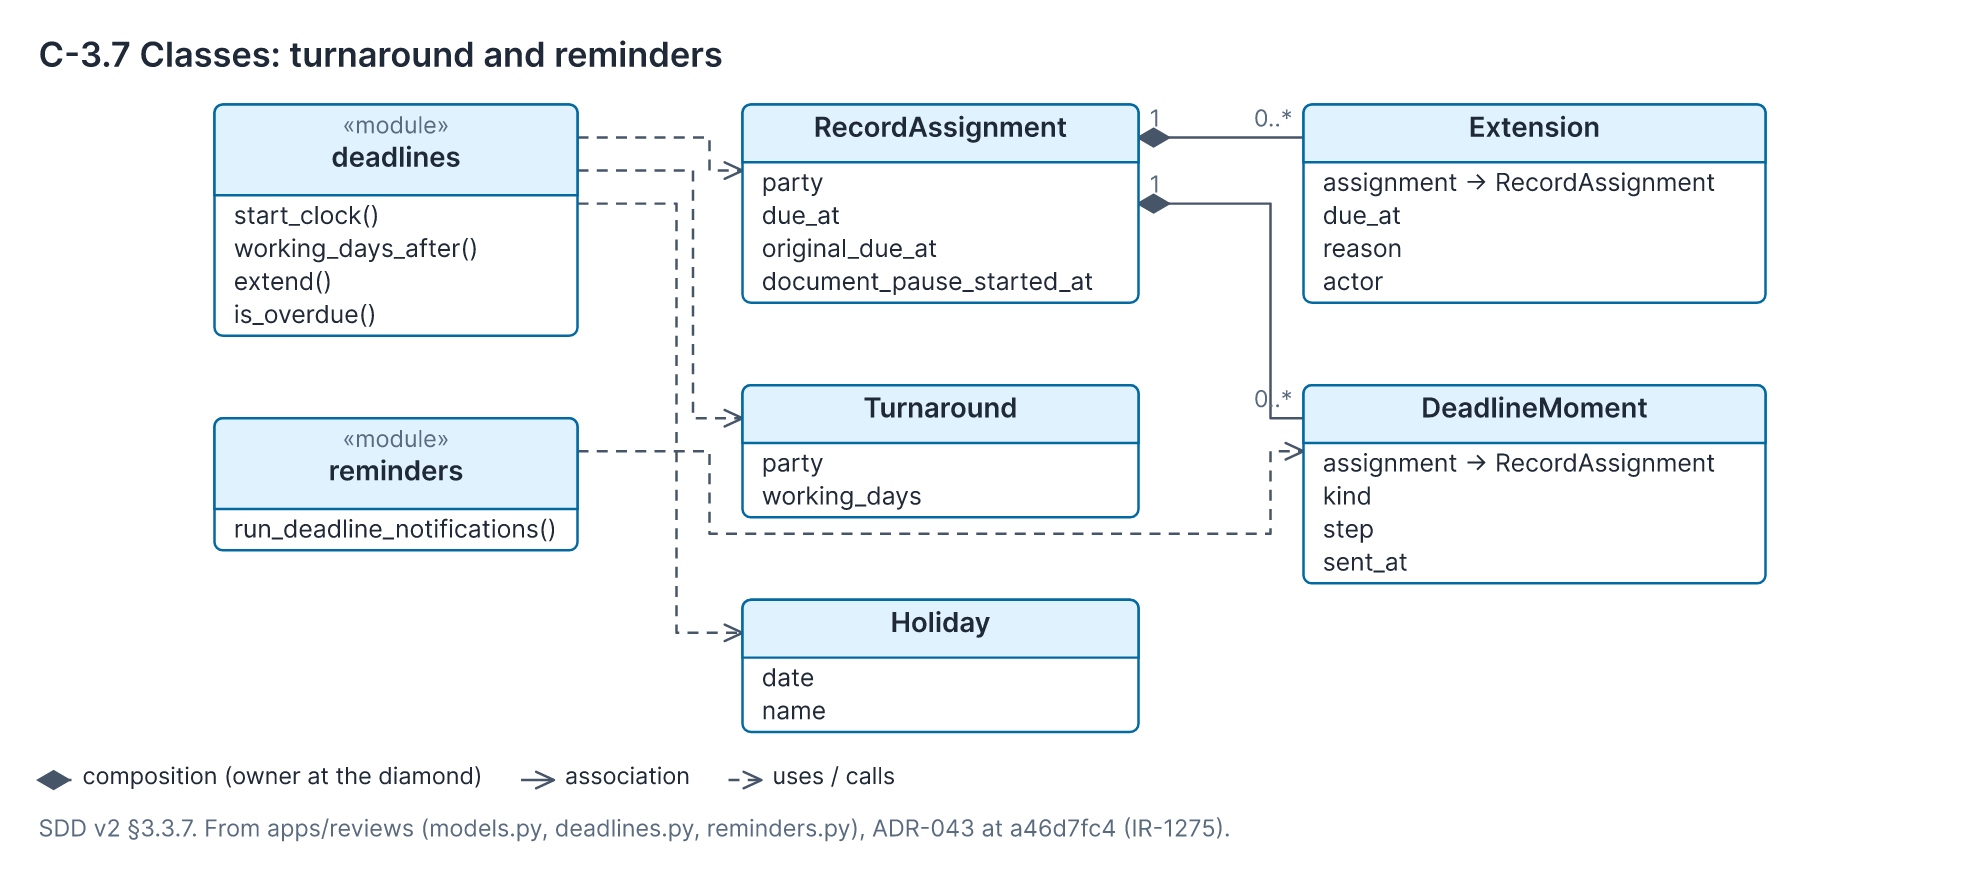 C-3.7 Classes: turnaround and reminders
«module»
deadlines
start_clock()
working_days_after()
extend()
is_overdue()
RecordAssignment
party
due_at
original_due_at
document_pause_started_at
1
0..*
1
0..*
Extension
assignment → RecordAssignment
due_at
reason
actor
«module»
reminders
run_deadline_notifications()
Turnaround
party
working_days
DeadlineMoment
assignment → RecordAssignment
kind
step
sent_at
Holiday
date
name
composition (owner at the diamond)
association
uses / calls
SDD v2 §3.3.7. From apps/reviews (models.py, deadlines.py, reminders.py), ADR-043 at a46d7fc4 (IR-1275).